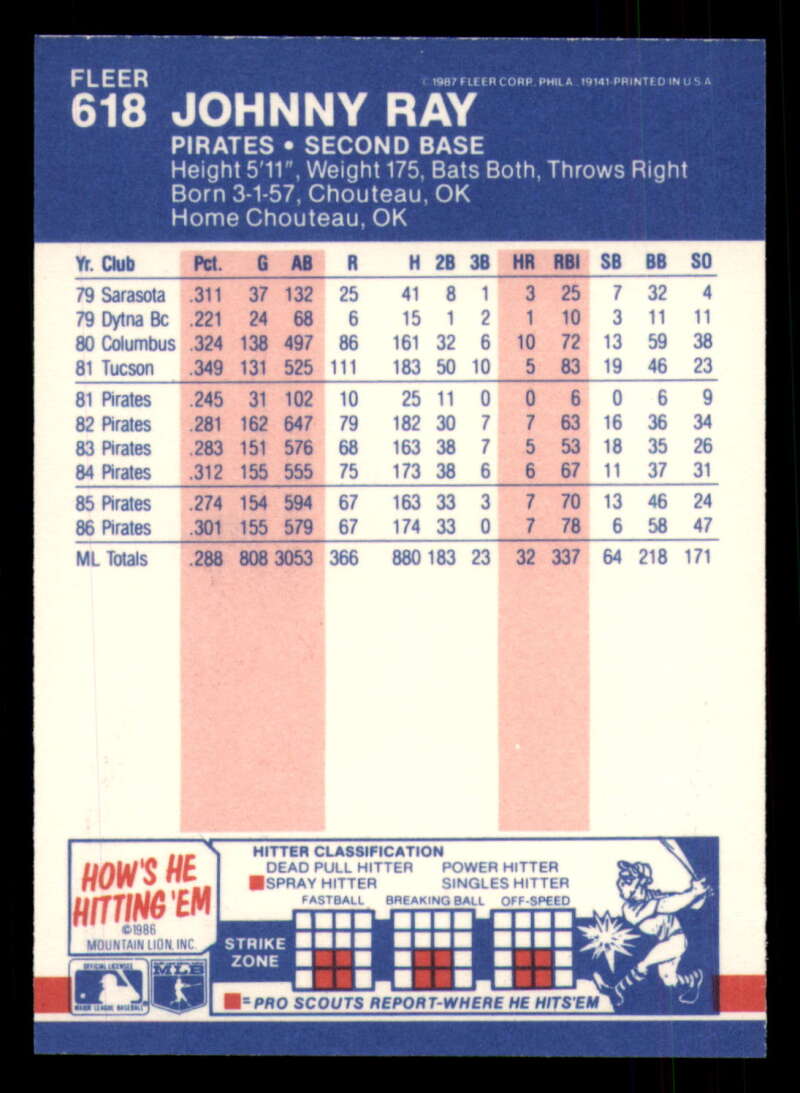 FLEER
© 1987 FLEER CORP., PHILA., 19141-PRINTED IN U.S.A.
618 JOHNNY RAY
PIRATES • SECOND BASE
Height 5'11", Weight 175, Bats Both, Throws Right
Born 3-1-57, Chouteau, OK
Home Chouteau, OK
Yr. Club Pct. G AB R H 2B 3B HR RBI SB BB SO
79 Sarasota .311 37 132 25 41 8 1 3 25 7 32 4
79 Dytna Bc .221 24 68 6 15 1 2 1 10 3 11 11
80 Columbus .324 138 497 86 161 32 6 10 72 13 59 38
81 Tucson .349 131 525 111 183 50 10 5 83 19 46 23
81 Pirates .245 31 102 10 25 11 0 0 6 0 6 9
82 Pirates .281 162 647 79 182 30 7 7 63 16 36 34
83 Pirates .283 151 576 68 163 38 7 5 53 18 35 26
84 Pirates .312 155 555 75 173 38 6 6 67 11 37 31
85 Pirates .274 154 594 67 163 33 3 7 70 13 46 24
86 Pirates .301 155 579 67 174 33 0 7 78 6 58 47
ML Totals .288 808 3053 366 880 183 23 32 337 64 218 171
HOW'S HE
HITTING 'EM
©1986
MOUNTAIN LION, INC.
OFFICIAL LICENSEE
MAJOR LEAGUE BASEBALL
MLB
HITTER CLASSIFICATION
DEAD PULL HITTER POWER HITTER
SPRAY HITTER SINGLES HITTER
FASTBALL BREAKING BALL OFF-SPEED
STRIKE
ZONE
= PRO SCOUTS REPORT-WHERE HE HITS'EM